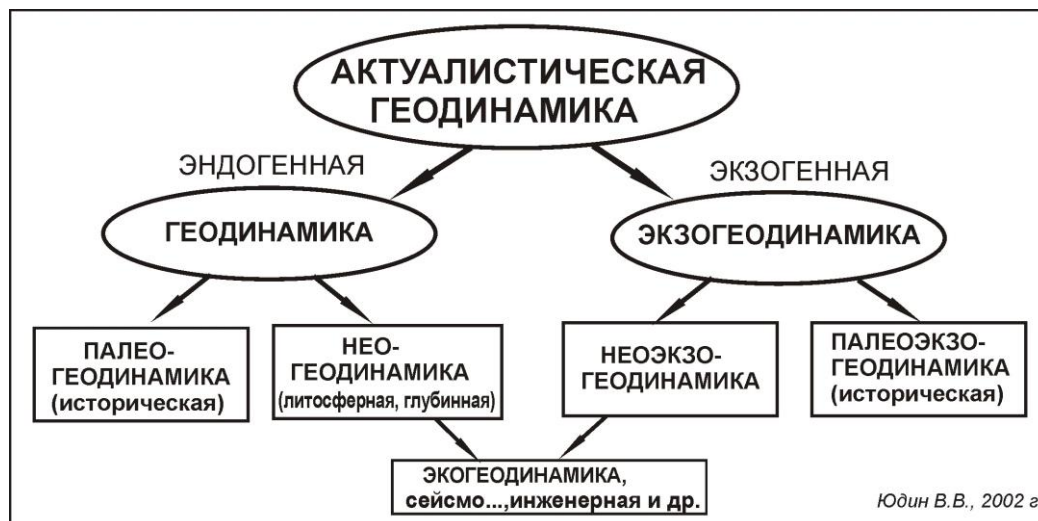 АКТУАЛИСТИЧЕСКАЯ
ГЕОДИНАМИКА
ЭНДОГЕННАЯ
ЭКЗОГЕННАЯ
ГЕОДИНАМИКА
ЭКЗОГЕОДИНАМИКА
ПАЛЕО-
ГЕОДИНАМИКА
(историческая)
НЕО-
ГЕОДИНАМИКА
(литосферная, глубинная)
НЕОЭКЗО-
ГЕОДИНАМИКА
ПАЛЕОЭКЗО-
ГЕОДИНАМИКА
(историческая)
ЭКОГЕОДИНАМИКА,
сейсмо...,инженерная и др.
Юдин В.В., 2002 г